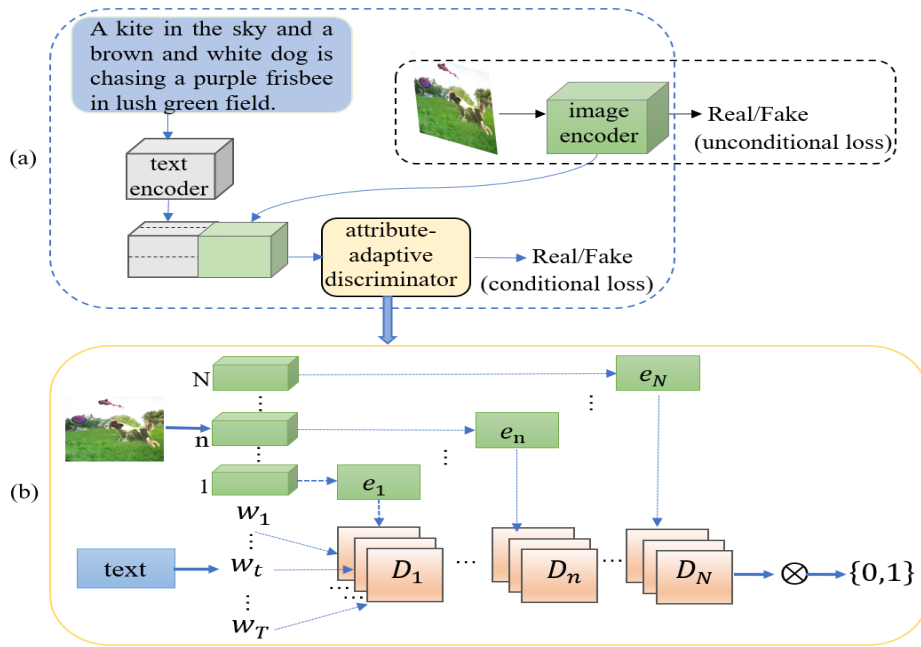 A kite in the sky and a
brown and white dog is
chasing a purple frisbee
in lush green field.
image
encoder
Real/Fake
(unconditional loss)
(a)
text
encoder
attribute-
adaptive
discriminator
Real/Fake
(conditional loss)
N
e_N
⋮
n
e_n
⋮
1
e_1
(b)
w_1
⋮
text
w_t
D_1
...
D_n
...
D_N
⊗
{0,1}
⋮
w_T